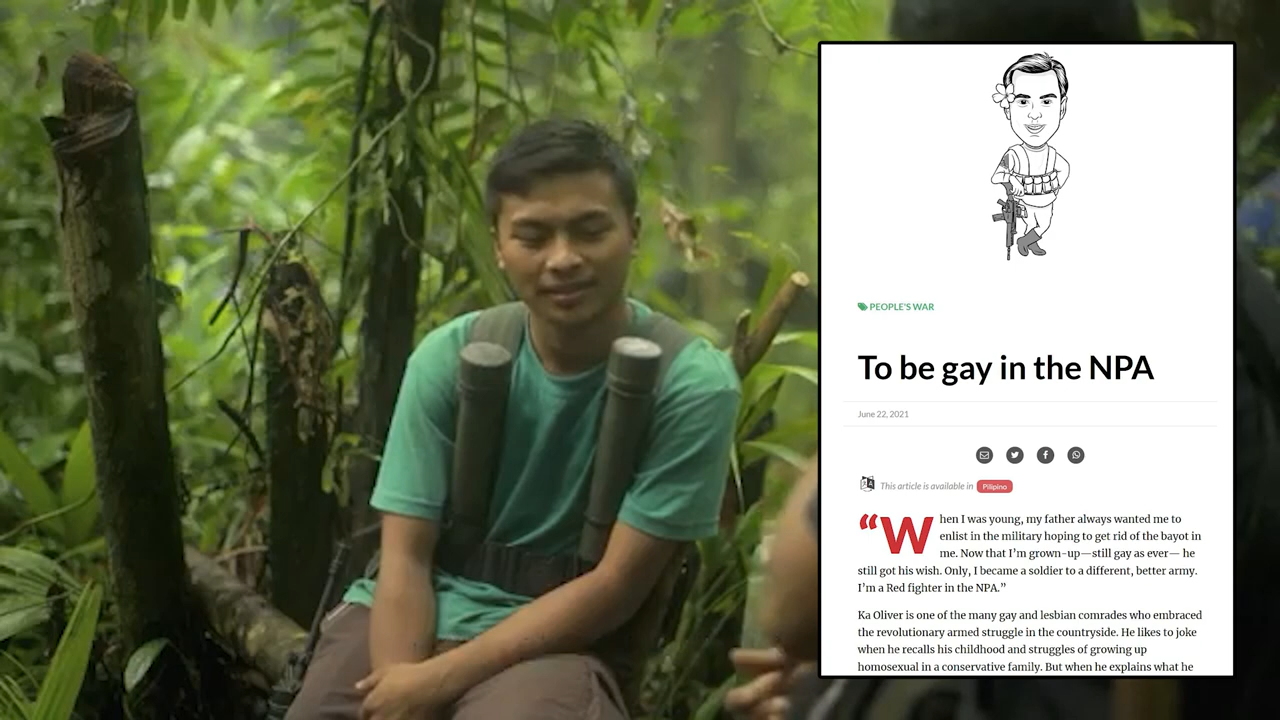 PEOPLE'S WAR
To be gay in the NPA
June 22, 2021
This article is available in Pilipino
“When I was young, my father always wanted me to
enlist in the military hoping to get rid of the bayot in
me. Now that I’m grown-up—still gay as ever— he
still got his wish. Only, I became a soldier to a different, better army.
I’m a Red fighter in the NPA.”
Ka Oliver is one of the many gay and lesbian comrades who embraced
the revolutionary armed struggle in the countryside. He likes to joke
when he recalls his childhood and struggles of growing up
homosexual in a conservative family. But when he explains what he